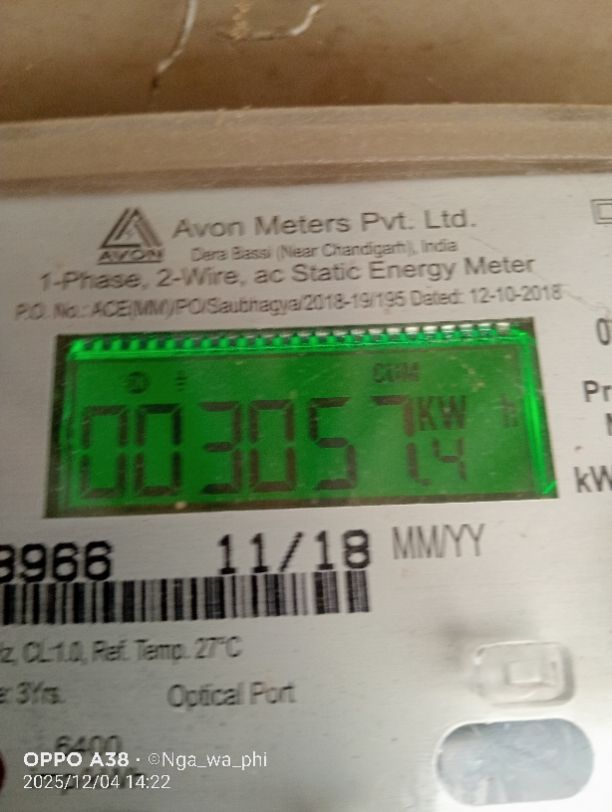 Avon Meters Pvt. Ltd.
AVON
Dera Bassi (Near Chandigarh), India
1-Phase, 2-Wire, ac Static Energy Meter
P.O. No.: ACE(MM)/PO/Saubhagya/2018-19/195 Dated: 12-10-2018
CUM
003057.4 KW h
3966 11/18 MM/YY
kW
z, CL:1.0, Ref. Temp. 27°C
3Yrs. Optical Port
6400
OPPO A38 · ©Nga_wa_phi
2025/12/04 14:22